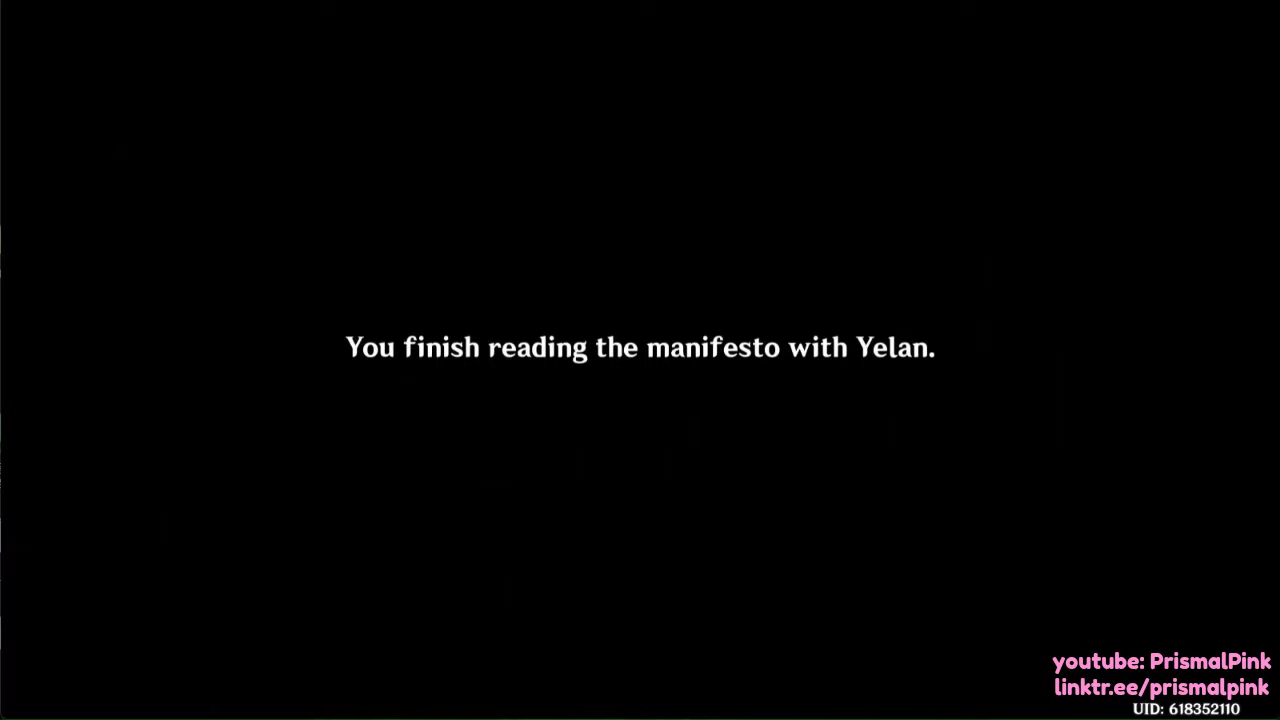 You finish reading the manifesto with Yelan.
youtube: PrismalPink
linktr.ee/prismalpink
UID: 618352110